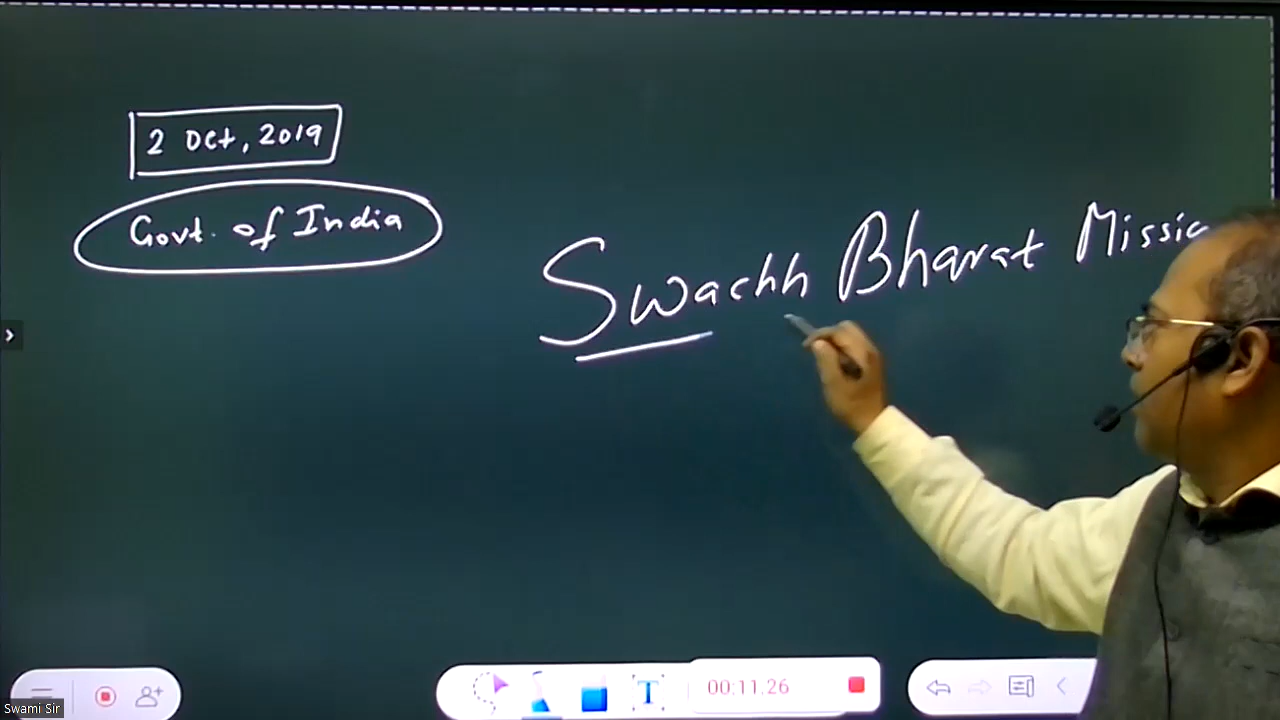 2 Oct, 2019
Govt. of India
Swachh Bharat Missio
T
00:11.26
Swami Sir